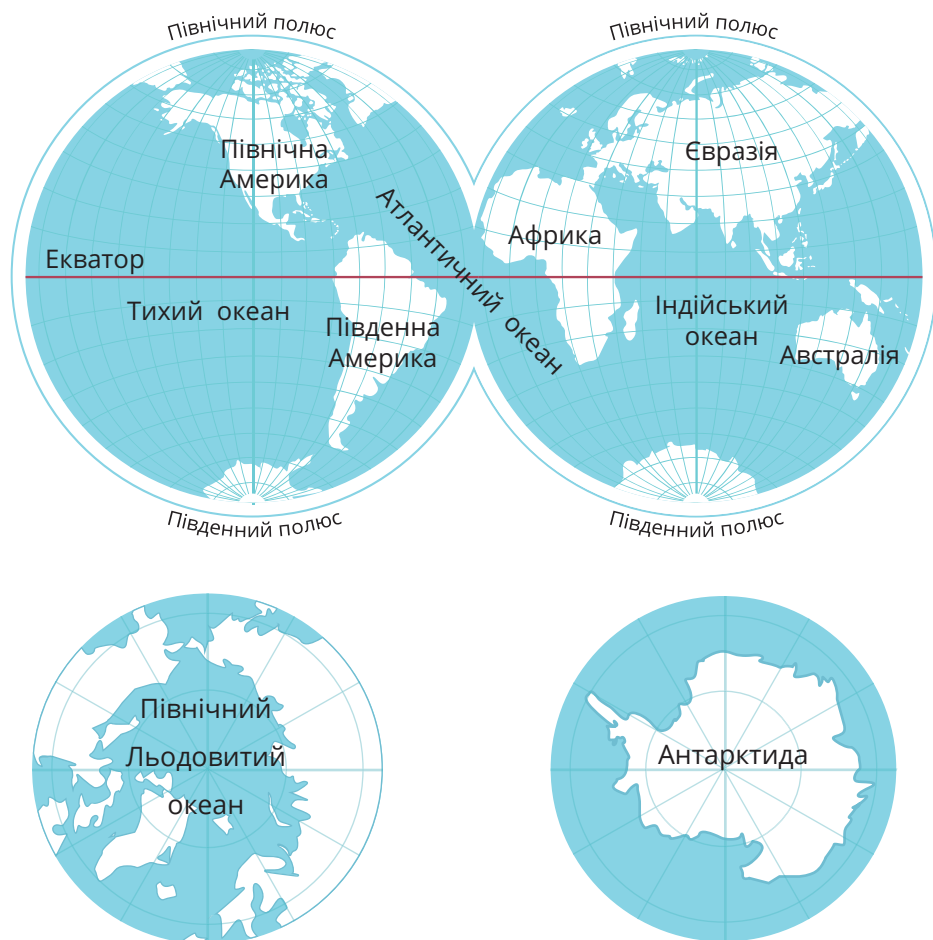 Північний полюс
Північний полюс
Північна
Америка
Євразія
Атлантичний океан
Африка
Екватор
Тихий океан
Південна
Америка
Індійський
океан
Австралія
Південний полюс
Південний полюс
Північний
Льодовитий
океан
Антарктида